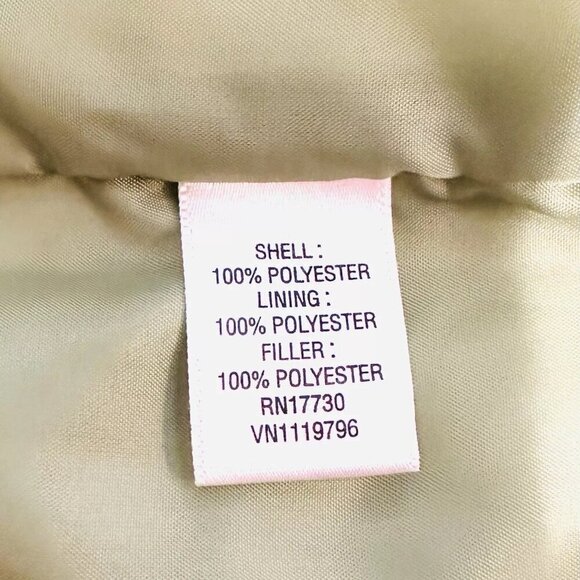 SHELL :
100% POLYESTER
LINING :
100% POLYESTER
FILLER :
100% POLYESTER
RN17730
VN1119796